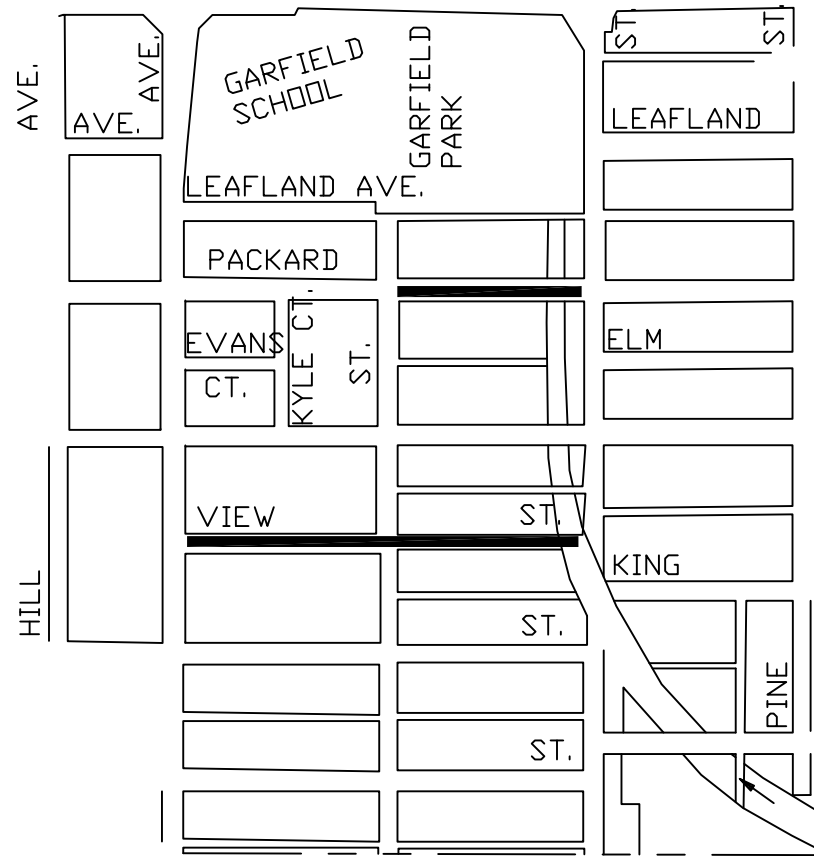 ST.
ST.
AVE.
AVE.
AVE.
GARFIELD
SCHOOL
GARFIELD
PARK
LEAFLAND
LEAFLAND AVE.
PACKARD
EVANS
CT.
KYLE CT.
ST.
ELM
VIEW
ST.
HILL
KING
ST.
PINE
ST.